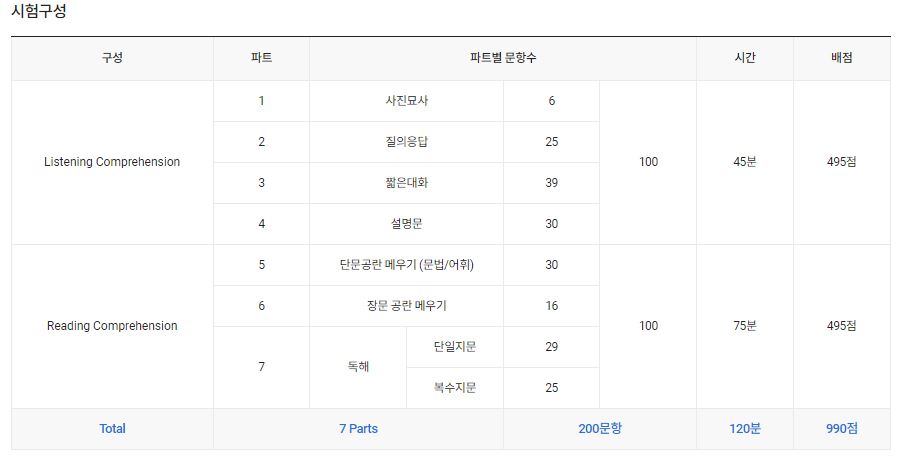 시험구성
구성 파트 파트별 문항수 시간 배점
Listening Comprehension 1 사진묘사 6 100 45분 495점
2 질의응답 25
3 짧은대화 39
4 설명문 30
Reading Comprehension 5 단문공란 메우기 (문법/어휘) 30 100 75분 495점
6 장문 공란 메우기 16
7 독해 단일지문 29
복수지문 25
Total 7 Parts 200문항 120분 990점